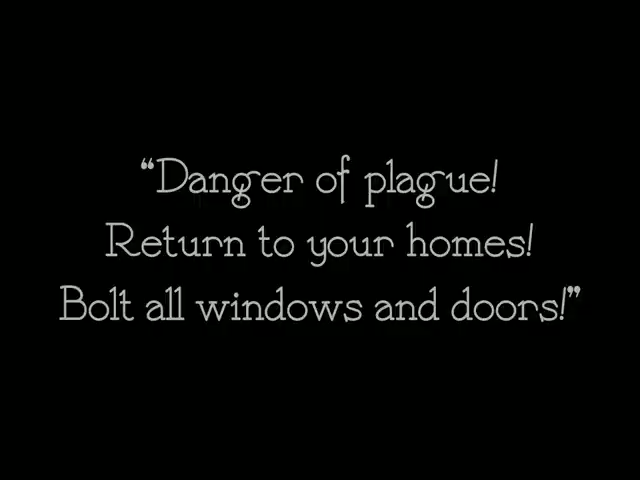 “Danger of plague!
Return to your homes!
Bolt all windows and doors!”